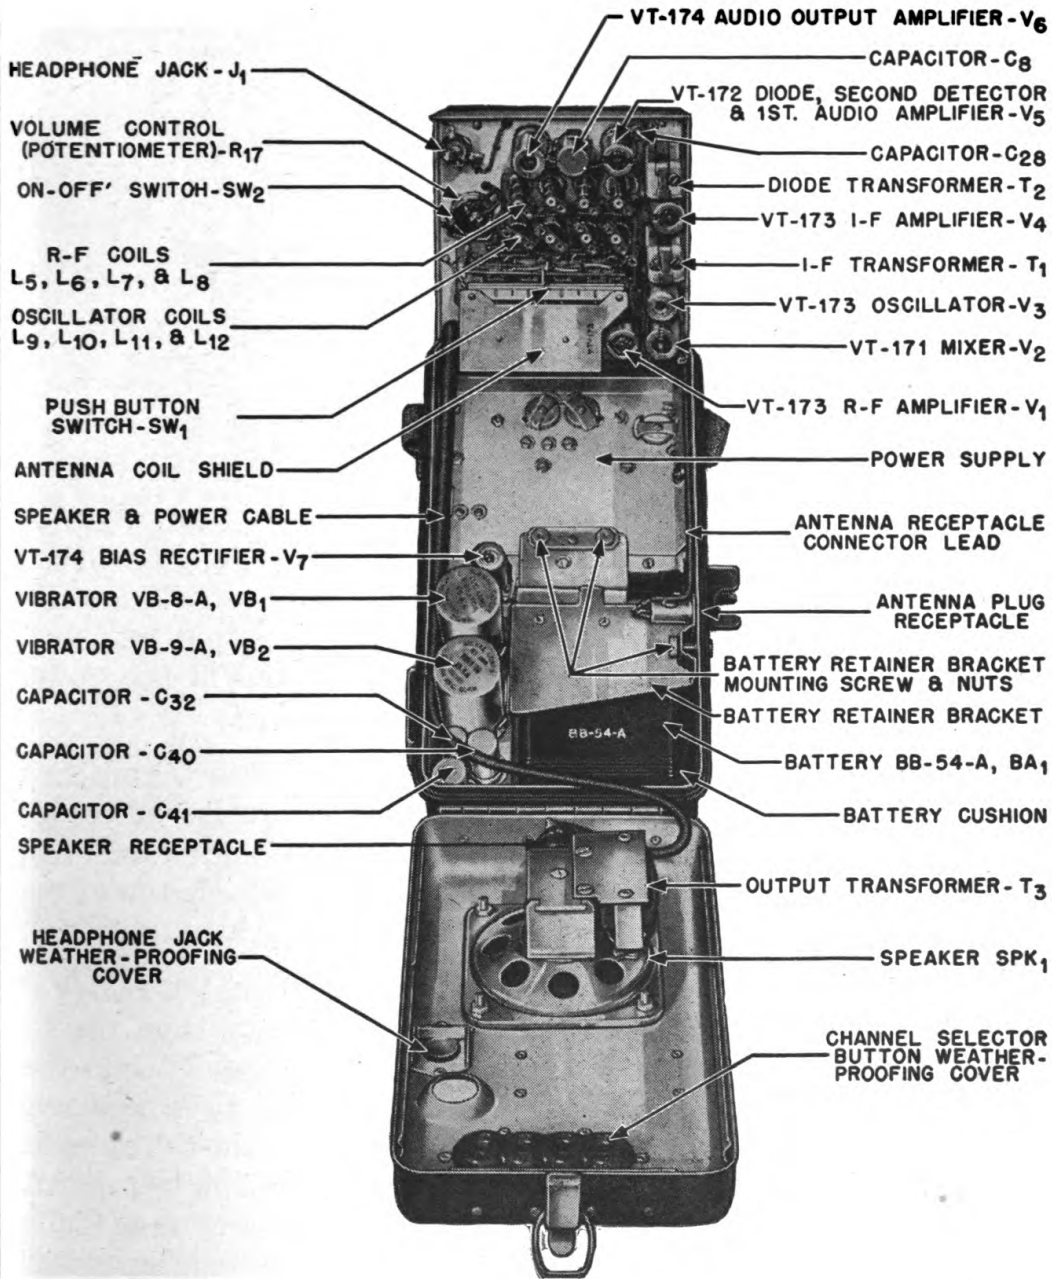 VT-174 AUDIO OUTPUT AMPLIFIER-V6
HEADPHONE JACK-J1
CAPACITOR-C8
VT-172 DIODE, SECOND DETECTOR
& 1ST. AUDIO AMPLIFIER-V5
VOLUME CONTROL
(POTENTIOMETER)-R17
CAPACITOR-C28
ON-OFF' SWITCH-SW2
DIODE TRANSFORMER-T2
VT-173 I-F AMPLIFIER-V4
R-F COILS
L5, L6, L7, & L8
I-F TRANSFORMER-T1
VT-173 OSCILLATOR-V3
OSCILLATOR COILS
L9, L10, L11, & L12
VT-171 MIXER-V2
VT-173
PUSH BUTTON
SWITCH-SW1
VT-173 R-F AMPLIFIER-V1
ANTENNA COIL SHIELD
POWER SUPPLY
SPEAKER & POWER CABLE
ANTENNA RECEPTACLE
CONNECTOR LEAD
VT-174 BIAS RECTIFIER-V7
VIBRATOR VB-8-A, VB1
ANTENNA PLUG
RECEPTACLE
VIBRATOR VB-9-A, VB2
BATTERY RETAINER BRACKET
MOUNTING SCREW & NUTS
CAPACITOR-C32
BATTERY RETAINER BRACKET
BB-54-A
CAPACITOR-C40
BATTERY BB-54-A, BA1
CAPACITOR-C41
BATTERY CUSHION
SPEAKER RECEPTACLE
OUTPUT TRANSFORMER-T3
HEADPHONE JACK
WEATHER-PROOFING
COVER
SPEAKER SPK1
CHANNEL SELECTOR
BUTTON WEATHER-
PROOFING COVER